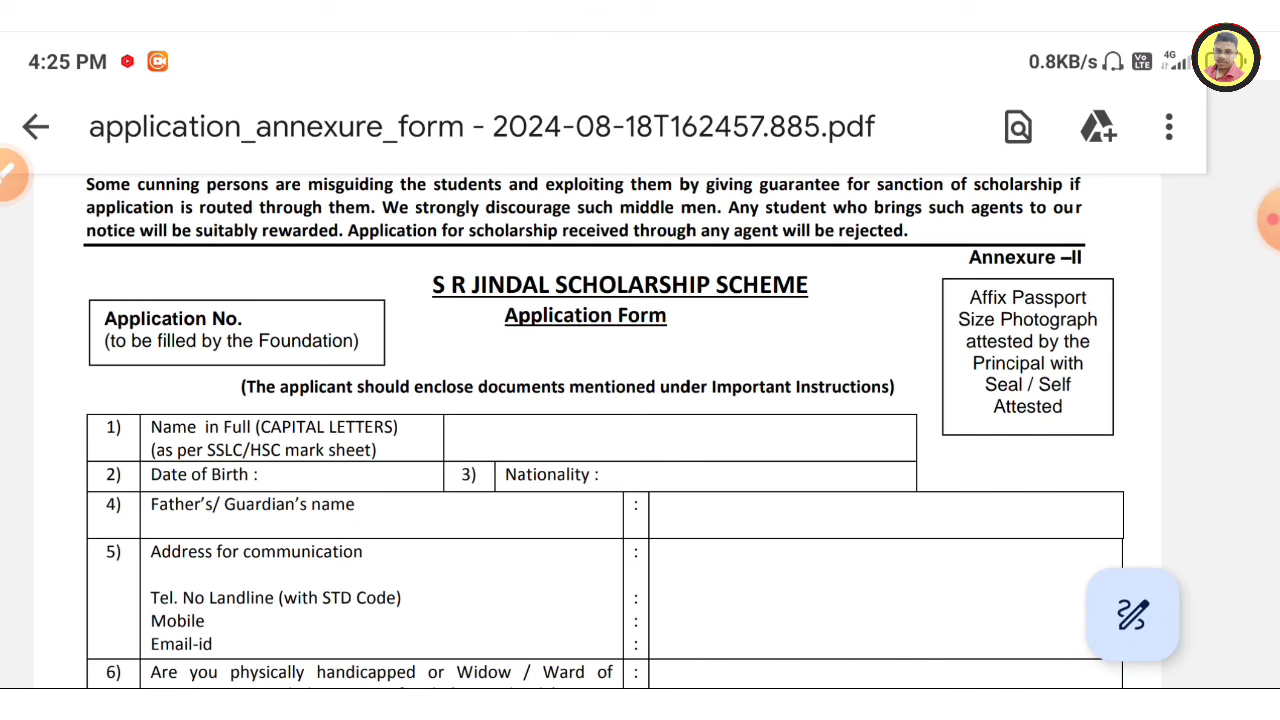 4:25 PM
0.8KB/s
Vo LTE
4G
application_annexure_form - 2024-08-18T162457.885.pdf
Some cunning persons are misguiding the students and exploiting them by giving guarantee for sanction of scholarship if
application is routed through them. We strongly discourage such middle men. Any student who brings such agents to our
notice will be suitably rewarded. Application for scholarship received through any agent will be rejected.
Annexure –II
S R JINDAL SCHOLARSHIP SCHEME
Application Form
Application No.
(to be filled by the Foundation)
Affix Passport
Size Photograph
attested by the
Principal with
Seal / Self
Attested
(The applicant should enclose documents mentioned under Important Instructions)
1) Name in Full (CAPITAL LETTERS)
(as per SSLC/HSC mark sheet)
2) Date of Birth : 3) Nationality :
4) Father's/ Guardian's name :
5) Address for communication :
Tel. No Landline (with STD Code) :
Mobile :
Email-id :
6) Are you physically handicapped or Widow / Ward of :